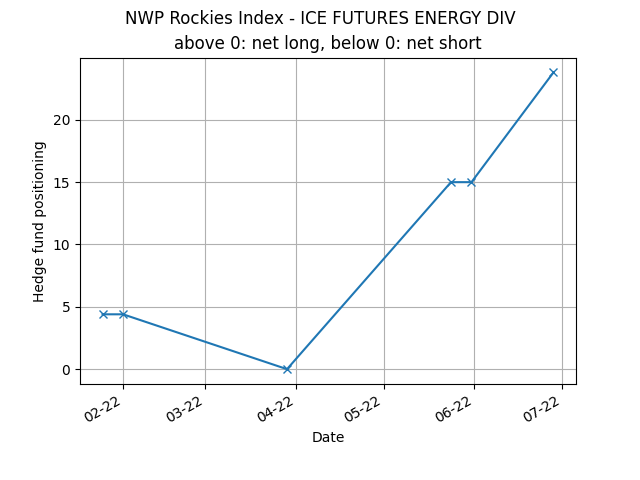 NWP Rockies Index - ICE FUTURES ENERGY DIV
above 0: net long, below 0: net short
Hedge fund positioning
20
15
10
5
0
02-22
03-22
04-22
05-22
06-22
07-22
Date